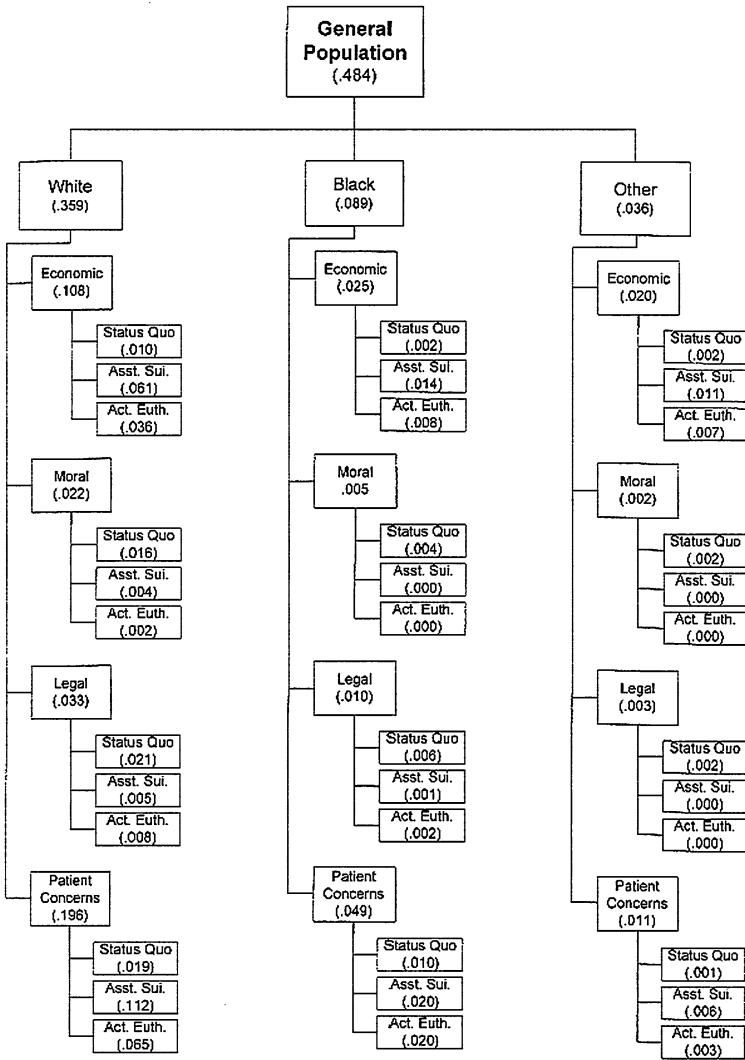 General
Population
(.484)
White
(.359)
Economic
(.108)
Status Quo
(.010)
Asst. Sui.
(.061)
Act. Euth.
(.036)
Moral
(.022)
Status Quo
(.016)
Asst. Sui.
(.004)
Act. Euth.
(.002)
Legal
(.033)
Status Quo
(.021)
Asst. Sui.
(.005)
Act. Euth.
(.008)
Patient
Concerns
(.196)
Status Quo
(.019)
Asst. Sui.
(.112)
Act. Euth.
(.065)
Black
(.089)
Economic
(.025)
Status Quo
(.002)
Asst. Sui.
(.014)
Act. Euth.
(.008)
Moral
.005
Status Quo
(.004)
Asst. Sui.
(.000)
Act. Euth.
(.000)
Legal
(.010)
Status Quo
(.006)
Asst. Sui.
(.001)
Act. Euth.
(.002)
Patient
Concerns
(.049)
Status Quo
(.010)
Asst. Sui.
(.020)
Act. Euth.
(.020)
Other
(.036)
Economic
(.020)
Status Quo
(.002)
Asst. Sui.
(.011)
Act. Euth.
(.007)
Moral
(.002)
Status Quo
(.002)
Asst. Sui.
(.000)
Act. Euth.
(.000)
Legal
(.003)
Status Quo
(.002)
Asst. Sui.
(.000)
Act. Euth.
(.000)
Patient
Concerns
(.011)
Status Quo
(.001)
Asst. Sui.
(.006)
Act. Euth.
(.003)